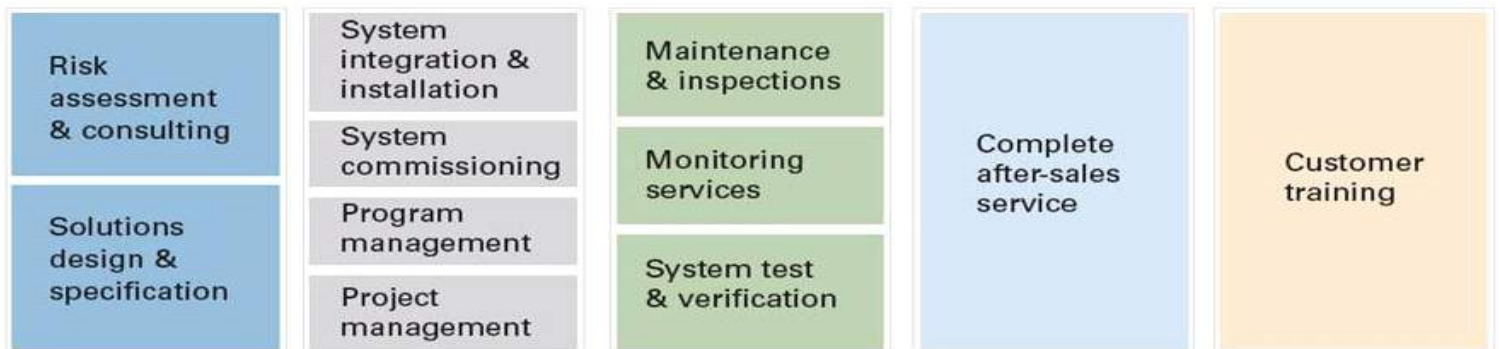 Risk
assessment
& consulting
Solutions
design &
specification
System
integration &
installation
System
commissioning
Program
management
Project
management
Maintenance
& inspections
Monitoring
services
System test
& verification
Complete
after-sales
service
Customer
training